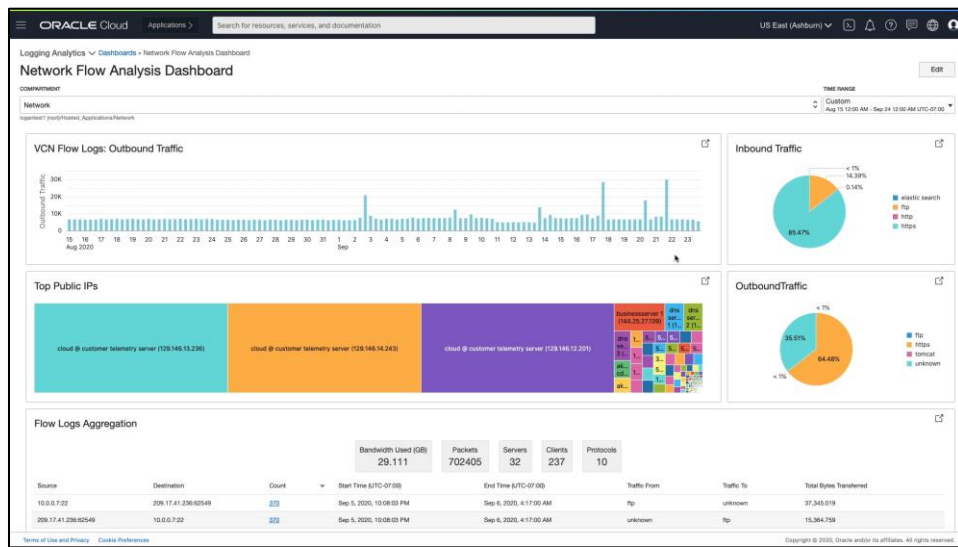 ORACLE Cloud
Applications >
Search for resources, services, and documentation
US East (Ashburn)
Logging Analytics
Dashboards
Network Flow Analysis Dashboard
Network Flow Analysis Dashboard
Edit
COMPARTMENT
TIME RANGE
Network
Custom
Aug 15 12:00 AM - Sep 24 12:00 AM UTC-07:00
VCN Flow Logs: Outbound Traffic
Outbound Traffic
30K
20K
10K
0
15 16 17 18 19 20 21 22 23 24 25 26 27 28 29 30 31 1 2 3 4 5 6 7 8 9 10 11 12 13 14 15 16 17 18 19 20 21 22 23
Aug 2020 Sep
Inbound Traffic
< 1%
14.39%
0.14%
85.47%
elastic search
ftp
http
https
Top Public IPs
cloud @ customer telemetry server (129.146.13.236)
cloud @ customer telemetry server (129.146.14.243)
cloud @ customer telemetry server (129.146.12.201)
businessserver 1
dns ser... 1 (1...
dns ser... 2 (1...
OutboundTraffic
< 1%
35.51%
64.48%
< 1%
ftp
https
tomcat
unknown
Flow Logs Aggregation
Bandwidth Used (GB) Packets Servers Clients Protocols
29.111 702405 32 237 10
Source Destination Count Start Time (UTC-07:00) End Time (UTC-07:00) Traffic From Traffic To Total Bytes Transferred
10.0.0.7:22 209.17.41.236:62549 370 Sep 5, 2020, 10:08:03 PM Sep 6, 2020, 4:17:00 AM ftp unknown 37,345.019
209.17.41.236:62549 10.0.0.7:22 370 Sep 5, 2020, 10:08:03 PM Sep 6, 2020, 4:17:00 AM unknown ftp 15,364.759
Terms of Use and Privacy Cookie Preferences
Copyright © 2020, Oracle and/or its affiliates. All rights reserved.